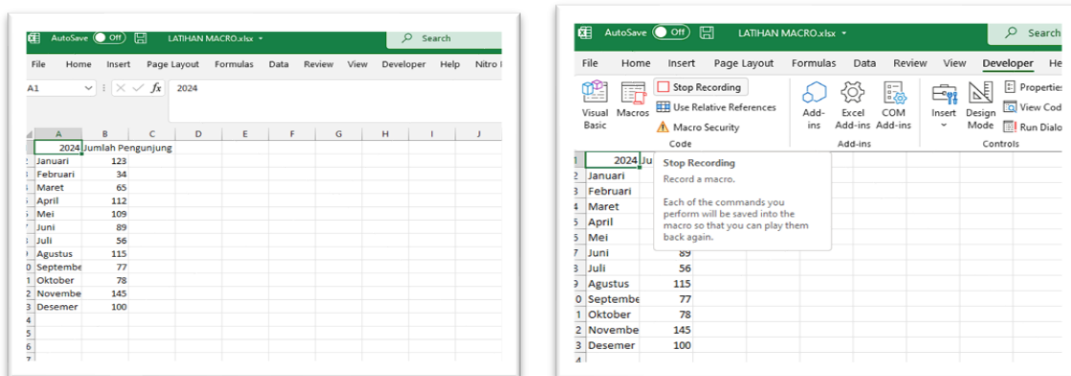 AutoSave Off LATIHAN MACRO.xlsx Search
File Home Insert Page Layout Formulas Data Review View Developer Help Nitro
A1 fx 2024
A B C D E F G H I J
2024 Jumlah Pengunjung
Januari 123
Februari 34
Maret 65
April 112
Mei 109
Juni 89
Juli 56
Agustus 115
Septembe 77
Oktober 78
Novembe 145
Desemer 100
AutoSave Off LATIHAN MACRO.xlsx Search
File Home Insert Page Layout Formulas Data Review View Developer He
Visual Basic
Macros
Stop Recording
Use Relative References
Macro Security
Code
Add-ins
Excel Add-ins
COM Add-ins
Add-ins
Insert
Design Mode
Properties
View Cod
Run Dialo
Controls
2024 Ju
Stop Recording
Record a macro.
Each of the commands you
perform will be saved into the
macro so that you can play them
back again.
Januari
Februari
Maret
April
Mei
Juni 89
Juli 56
Agustus 115
Septembe 77
Oktober 78
Novembe 145
Desemer 100